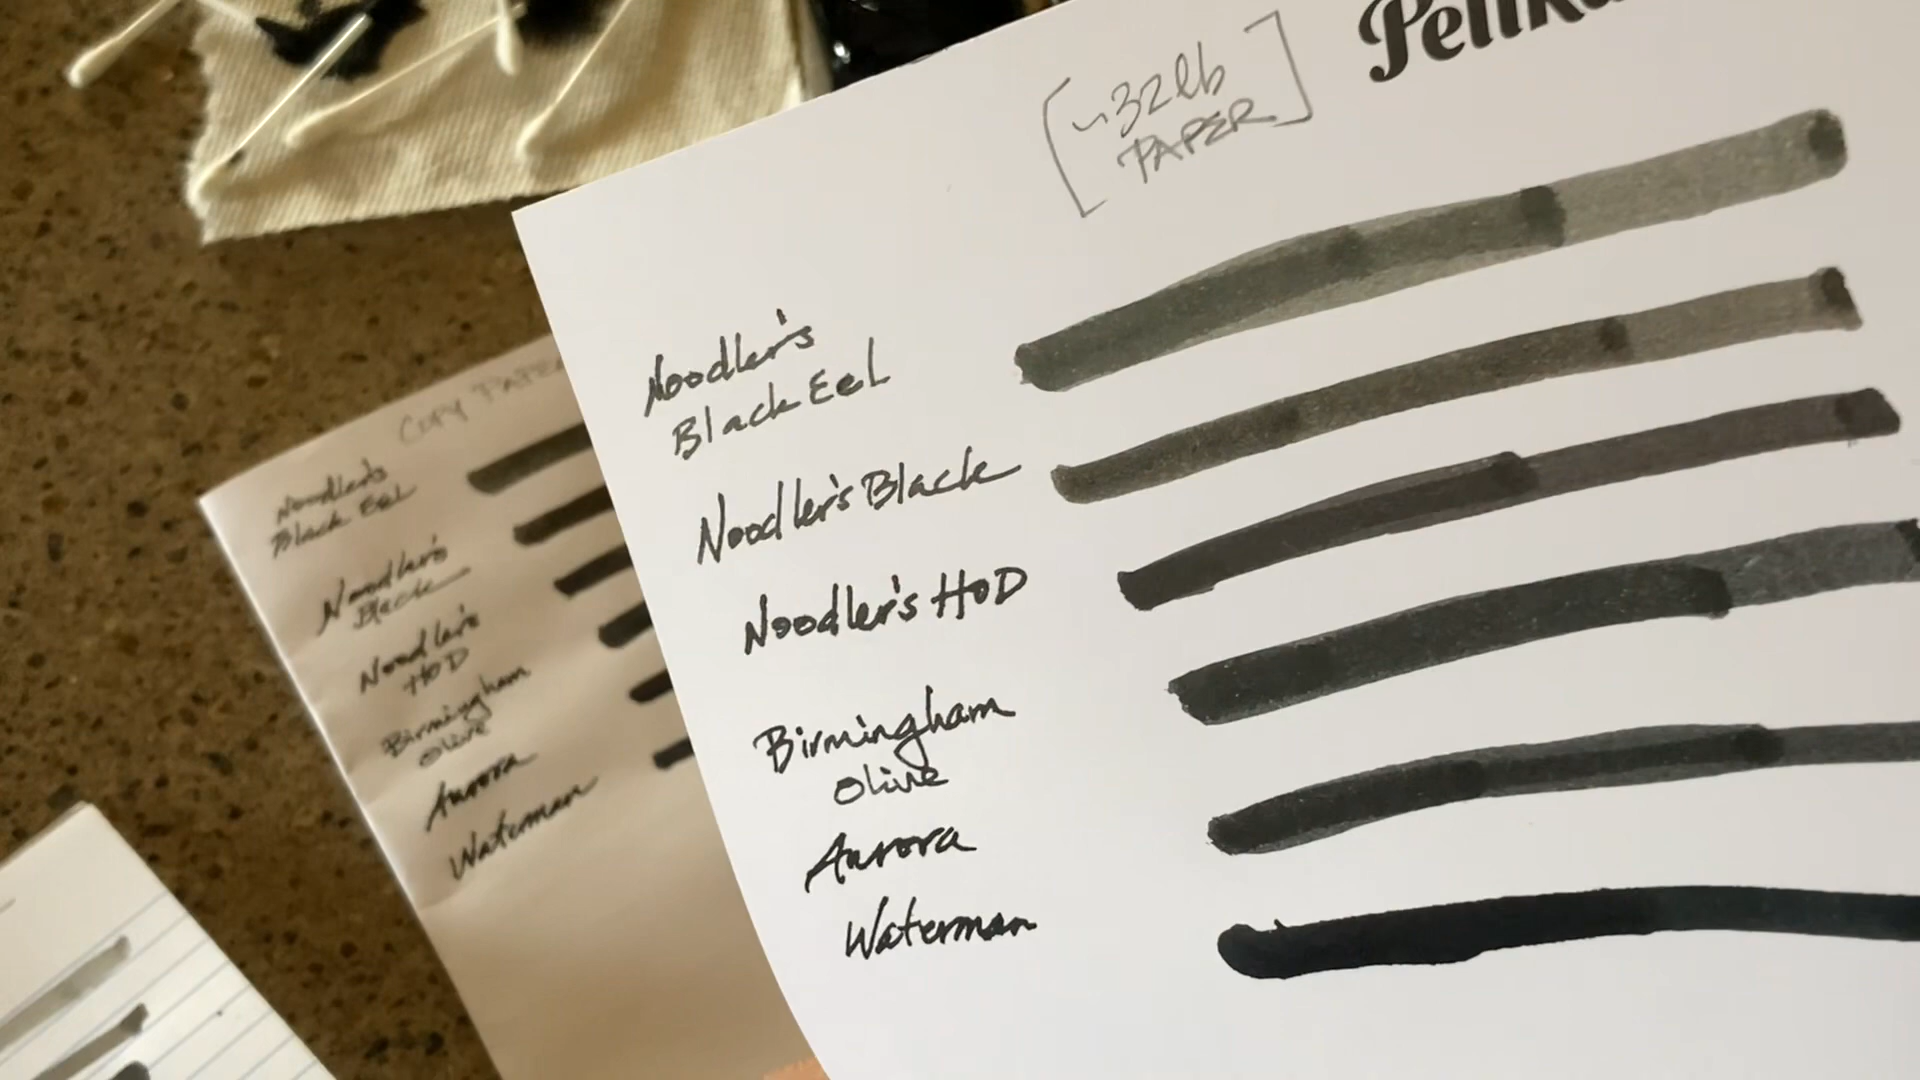 Pelik
[~32lb
PAPER]
Noodler's
Black Eel
Noodler's Black
Noodler's HOD
Birmingham
Olive
Aurora
Waterman
Copy Paper
Noodler's
Black Eel
Noodler's
Black
Noodler's
HOD
Birmingham
Olive
Aurora
Waterman